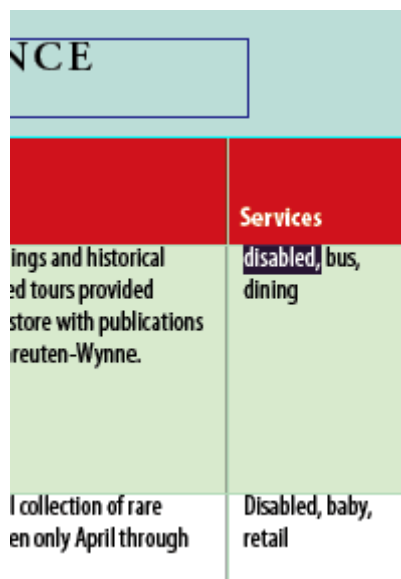 NCE
Services
ings and historical
ed tours provided
store with publications
reuten-Wynne.
disabled, bus,
dining
l collection of rare
en only April through
Disabled, baby,
retail